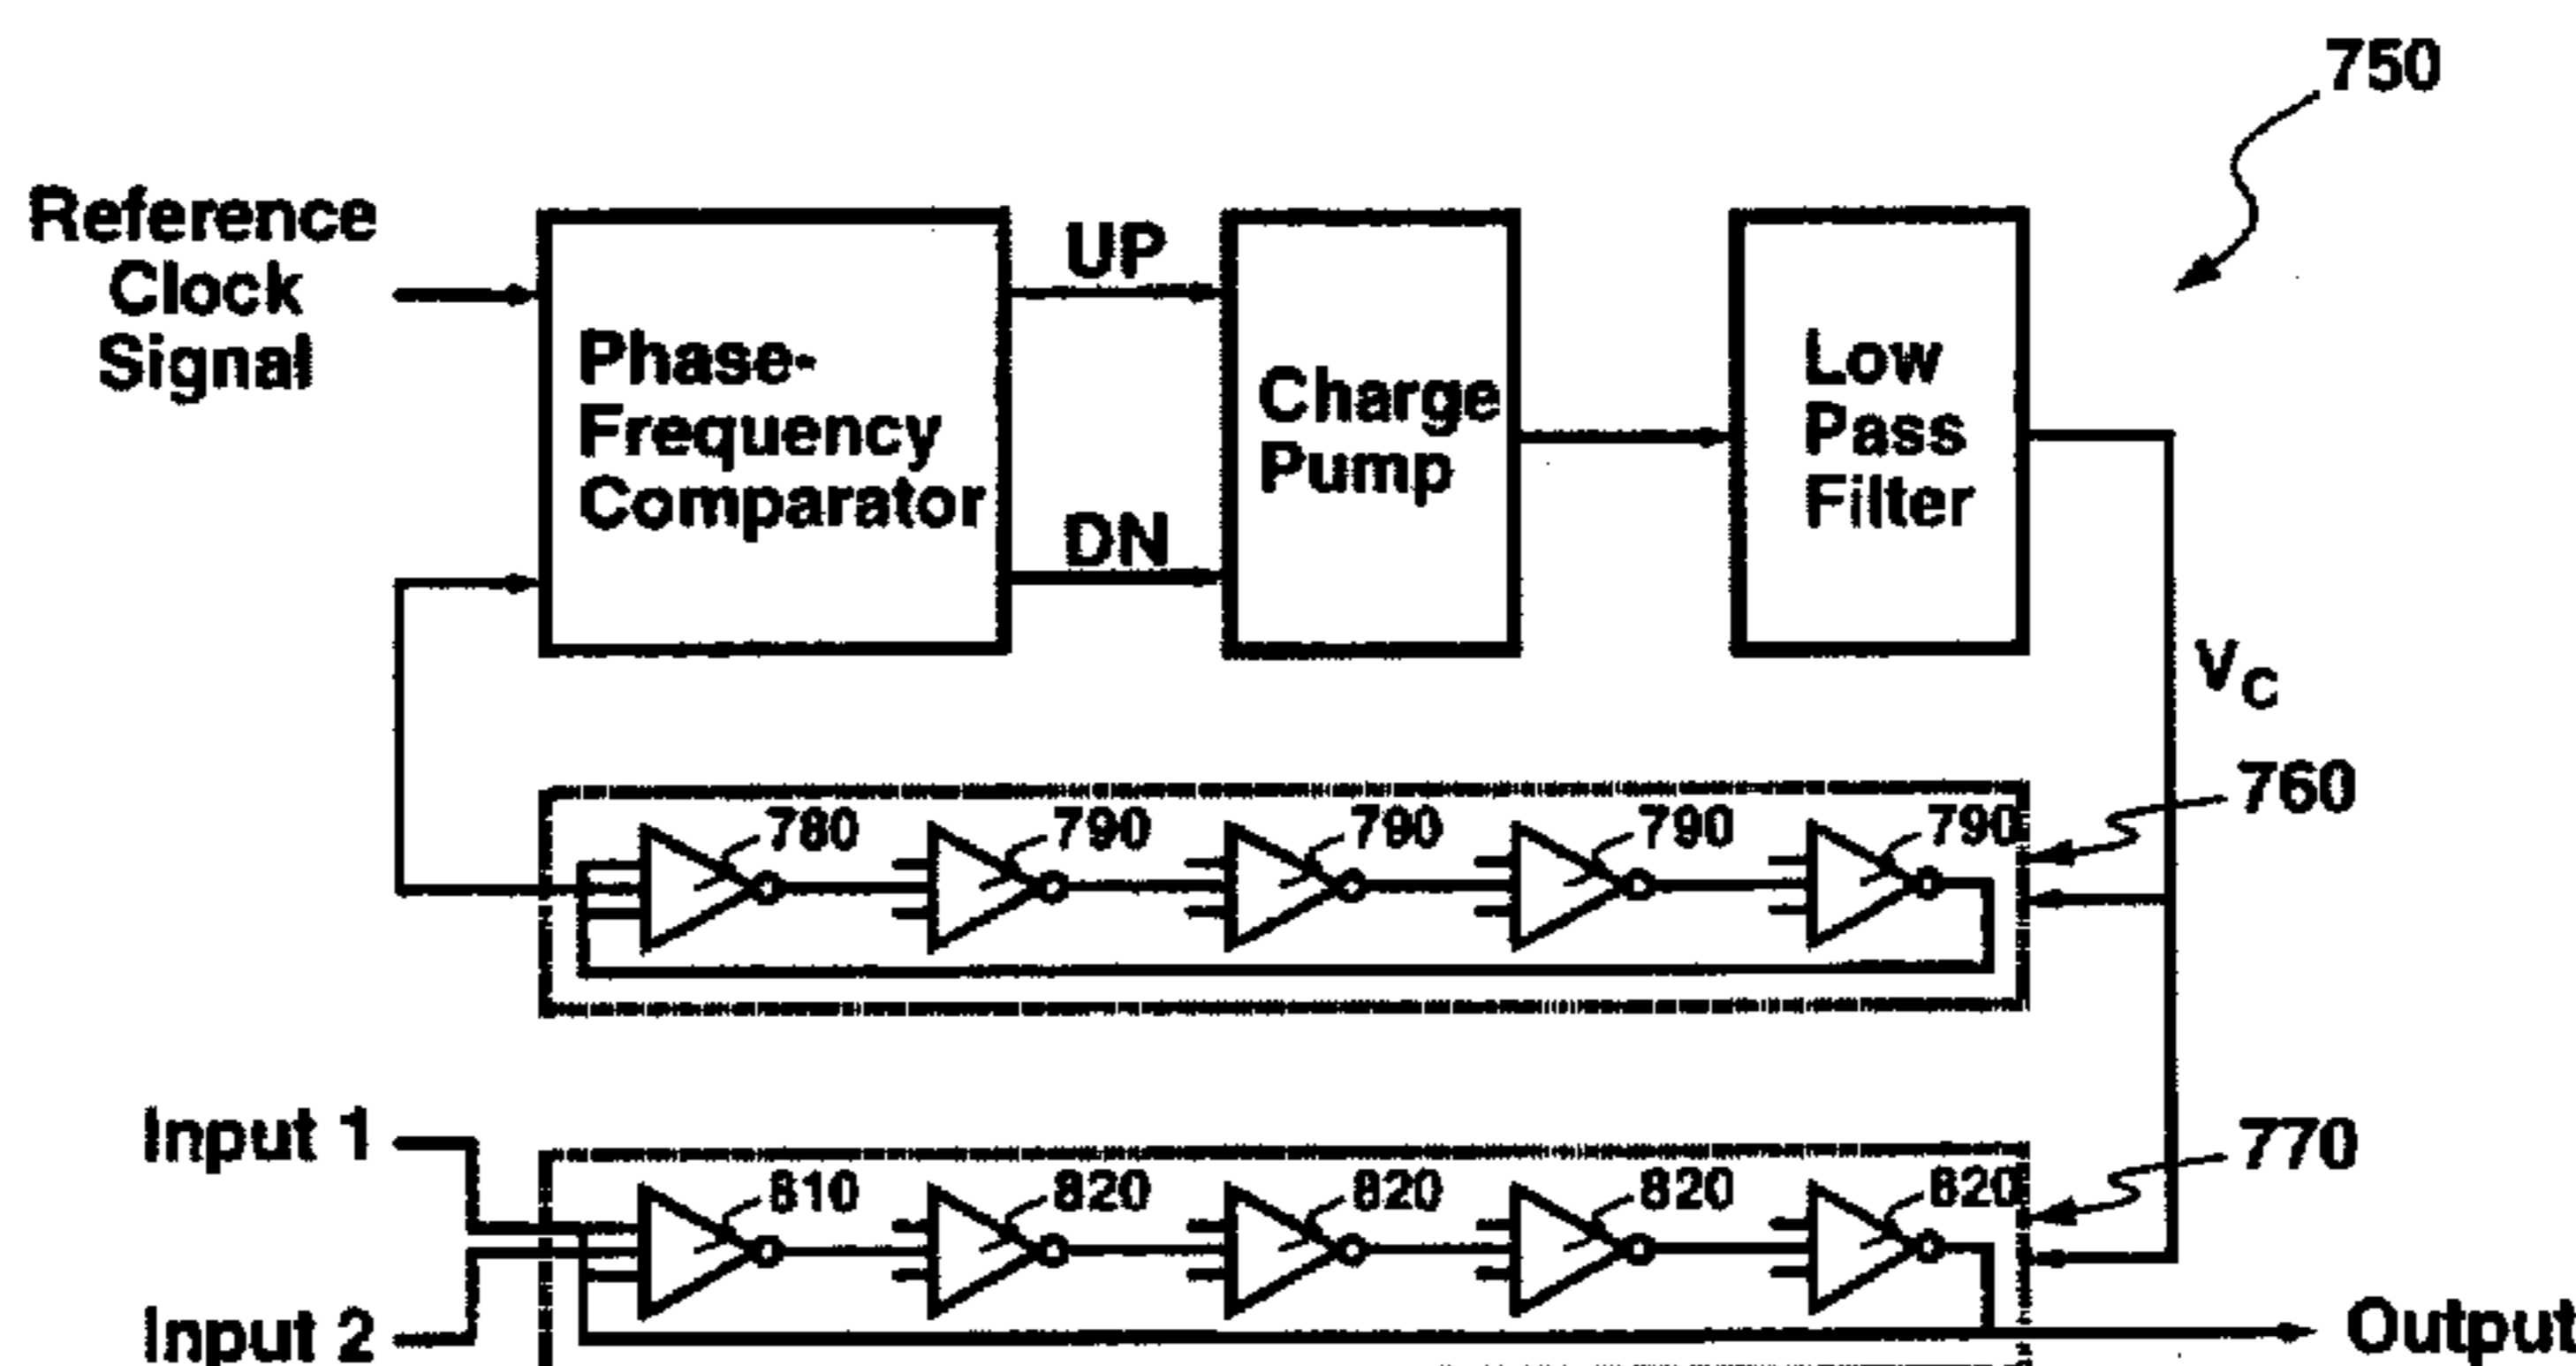 750
Reference
Clock
Signal
UP
DN
Phase-
Frequency
Comparator
Charge
Pump
Low
Pass
Filter
VC
760
780 790 790 790 790
770
Input 1
810 820 820 820 820
Input 2
Output